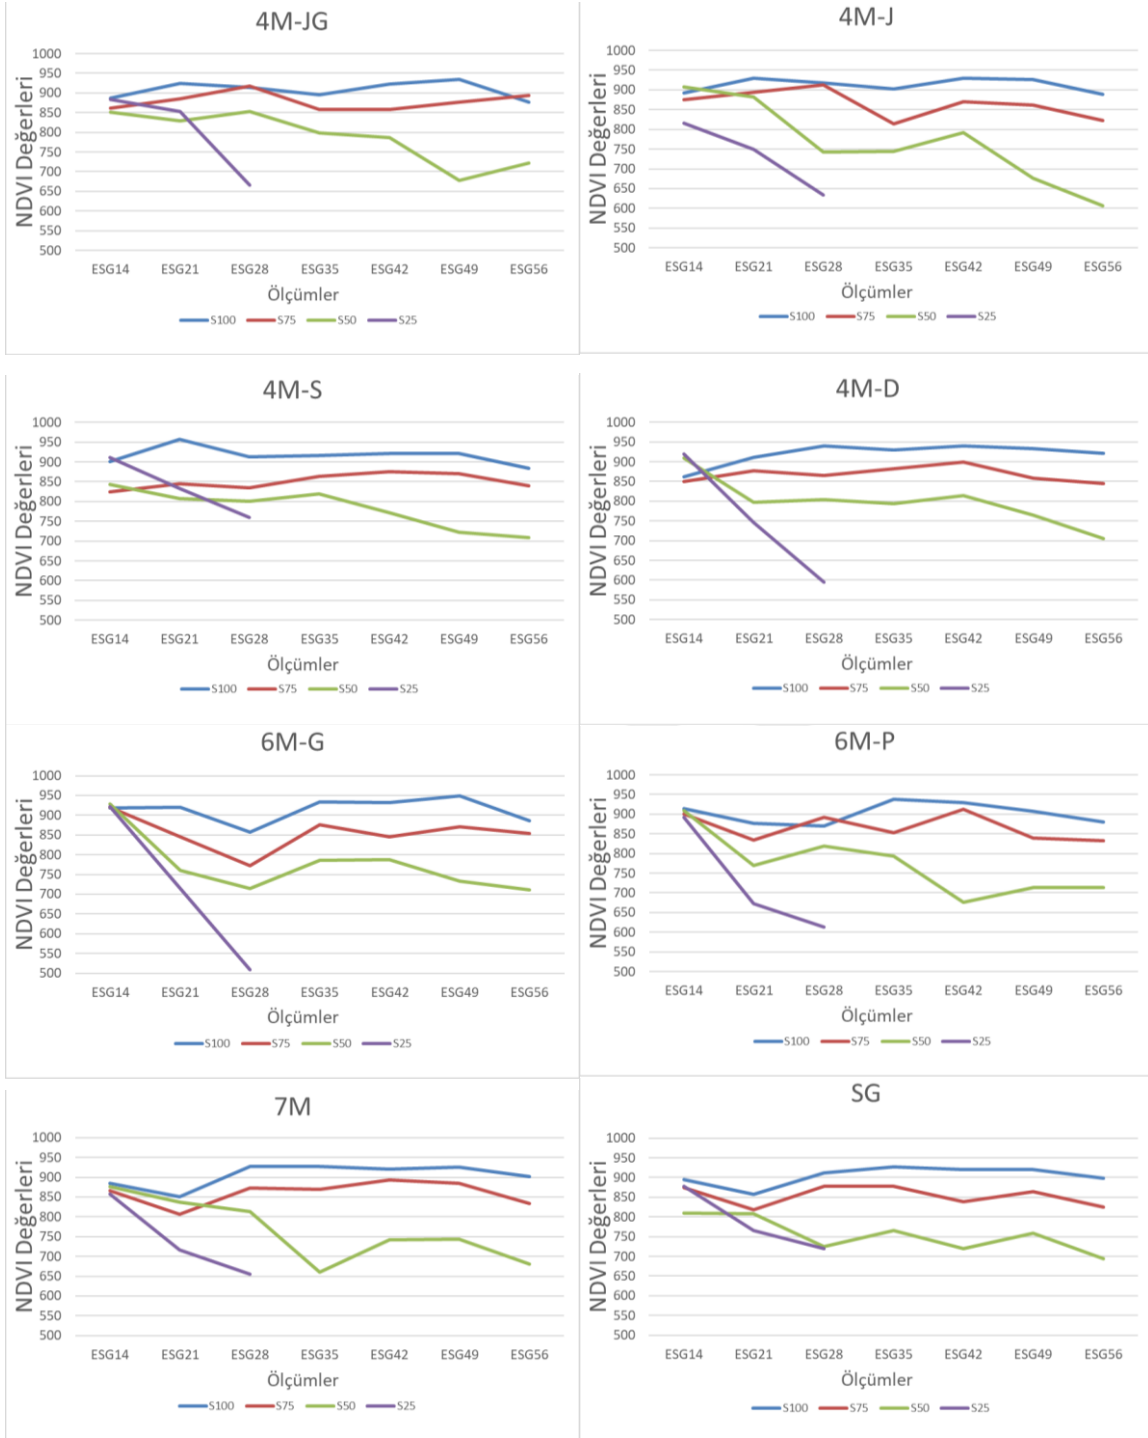 4M-JG
NDVI Değerleri
1000
950
900
850
800
750
700
650
600
550
500
ESG14 ESG21 ESG28 ESG35 ESG42 ESG49 ESG56
Ölçümler
S100 S75 S50 S25
4M-J
NDVI Değerleri
1000
950
900
850
800
750
700
650
600
550
500
ESG14 ESG21 ESG28 ESG35 ESG42 ESG49 ESG56
Ölçümler
S100 S75 S50 S25
4M-S
NDVI Değerleri
1000
950
900
850
800
750
700
650
600
550
500
ESG14 ESG21 ESG28 ESG35 ESG42 ESG49 ESG56
Ölçümler
S100 S75 S50 S25
4M-D
NDVI Değerleri
1000
950
900
850
800
750
700
650
600
550
500
ESG14 ESG21 ESG28 ESG35 ESG42 ESG49 ESG56
Ölçümler
S100 S75 S50 S25
6M-G
NDVI Değerleri
1000
950
900
850
800
750
700
650
600
550
500
ESG14 ESG21 ESG28 ESG35 ESG42 ESG49 ESG56
Ölçümler
S100 S75 S50 S25
6M-P
NDVI Değerleri
1000
950
900
850
800
750
700
650
600
550
500
ESG14 ESG21 ESG28 ESG35 ESG42 ESG49 ESG56
Ölçümler
S100 S75 S50 S25
7M
NDVI Değerleri
1000
950
900
850
800
750
700
650
600
550
500
ESG14 ESG21 ESG28 ESG35 ESG42 ESG49 ESG56
Ölçümler
S100 S75 S50 S25
SG
NDVI Değerleri
1000
950
900
850
800
750
700
650
600
550
500
ESG14 ESG21 ESG28 ESG35 ESG42 ESG49 ESG56
Ölçümler
S100 S75 S50 S25